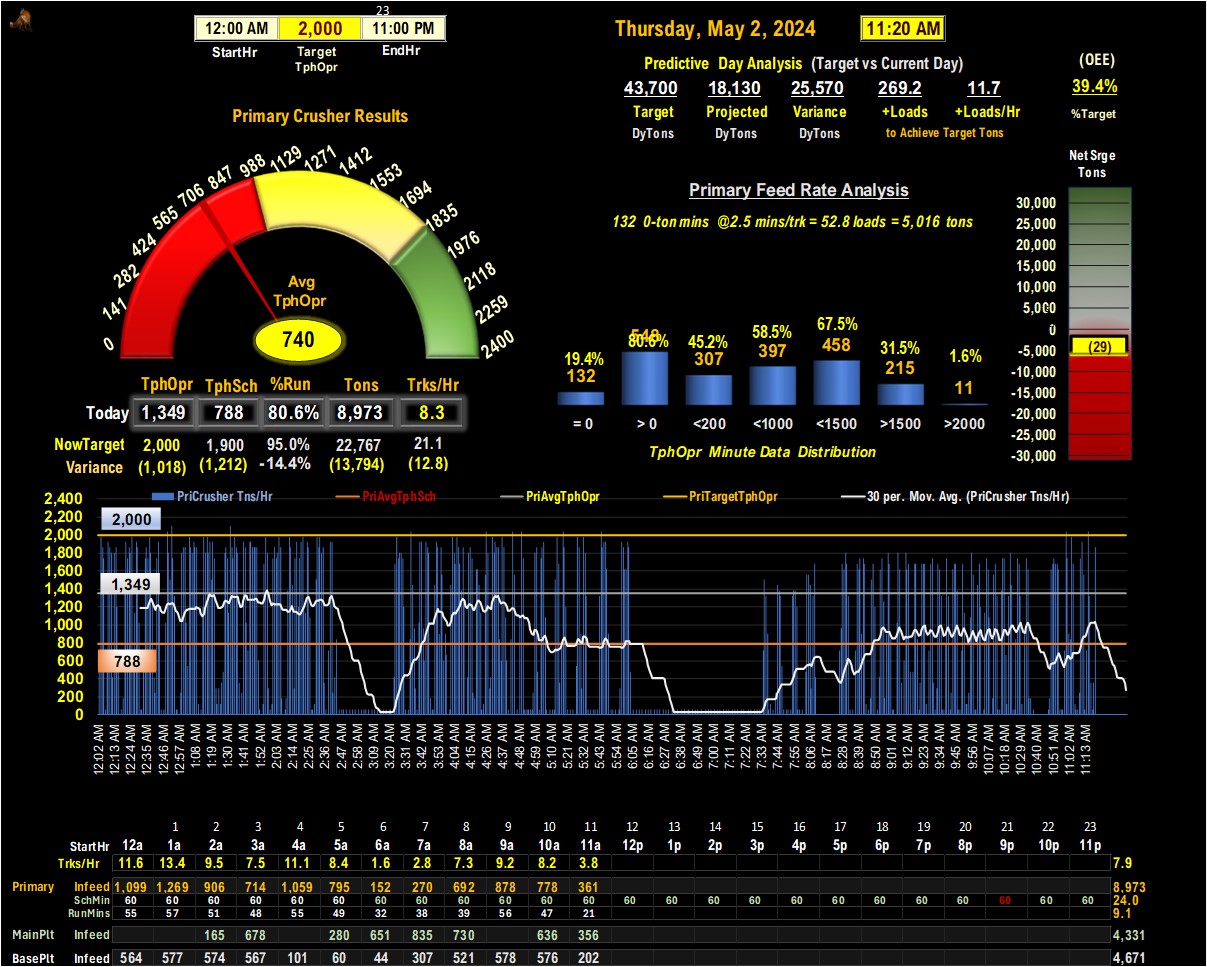 23
12:00 AM 2,000 11:00 PM
StartHr Target TphOpr EndHr
Thursday, May 2, 2024 11:20 AM
Predictive Day Analysis (Target vs Current Day)
43,700 18,130 25,570 269.2 11.7
Target Projected Variance +Loads +Loads/Hr
DyTons DyTons DyTons to Achieve Target Tons
(OEE)
39.4%
%Target
Primary Crusher Results
0 141 282 424 565 706 847 988 1129 1271 1412 1553 1694 1835 1976 2118 2259 2400
Avg
TphOpr
740
TphOpr TphSch %Run Tons Trks/Hr
Today 1,349 788 80.6% 8,973 8.3
NowTarget 2,000 1,900 95.0% 22,767 21.1
Variance (1,018) (1,212) -14.4% (13,794) (12.8)
Primary Feed Rate Analysis
132 0-ton mins @2.5 mins/trk = 52.8 loads = 5,016 tons
19.4% 80.6% 45.2% 58.5% 67.5% 31.5% 1.6%
132 307 397 458 215 11
= 0 > 0 <200 <1000 <1500 >1500 >2000
TphOpr Minute Data Distribution
Net Srge
Tons
30,000
25,000
20,000
15,000
10,000
5,000
0
-5,000
-10,000
-15,000
-20,000
-25,000
-30,000
(29)
PriCrusher Tns/Hr PriAvgTphSch PriAvgTphOpr PriTargetTphOpr 30 per. Mov. Avg. (PriCrusher Tns/Hr)
2,400
2,200
2,000
1,800
1,600
1,400
1,200
1,000
800
600
400
200
0
2,000
1,349
788
12:02 AM 12:13 AM 12:24 AM 12:35 AM 12:46 AM 12:57 AM 1:08 AM 1:19 AM 1:30 AM 1:41 AM 1:52 AM 2:03 AM 2:14 AM 2:25 AM 2:36 AM 2:47 AM 2:58 AM 3:09 AM 3:20 AM 3:31 AM 3:42 AM 3:53 AM 4:04 AM 4:15 AM 4:26 AM 4:37 AM 4:48 AM 4:59 AM 5:10 AM 5:21 AM 5:32 AM 5:43 AM 5:54 AM 6:05 AM 6:16 AM 6:27 AM 6:38 AM 6:49 AM 7:00 AM 7:11 AM 7:22 AM 7:33 AM 7:44 AM 7:55 AM 8:06 AM 8:17 AM 8:28 AM 8:39 AM 8:50 AM 9:01 AM 9:12 AM 9:23 AM 9:34 AM 9:45 AM 9:56 AM 10:07 AM 10:18 AM 10:29 AM 10:40 AM 10:51 AM 11:02 AM 11:13 AM
1 2 3 4 5 6 7 8 9 10 11 12 13 14 15 16 17 18 19 20 21 22 23
StartHr 12a 1a 2a 3a 4a 5a 6a 7a 8a 9a 10a 11a 12p 1p 2p 3p 4p 5p 6p 7p 8p 9p 10p 11p
Trks/Hr 11.6 13.4 9.5 7.5 11.1 8.4 1.6 2.8 7.3 9.2 8.2 3.8 7.9
Primary Infeed 1,099 1,269 906 714 1,059 795 152 270 692 878 778 361 8,973
SchMin 60 60 60 60 60 60 60 60 60 60 60 60 60 60 60 60 60 60 60 60 60 60 60 60 24.0
RunMins 55 57 51 48 55 49 32 38 39 56 47 21 9.1
MainPlt Infeed 165 678 280 651 835 730 636 356 4,331
BasePlt Infeed 564 577 574 567 101 60 44 307 521 578 576 202 4,671